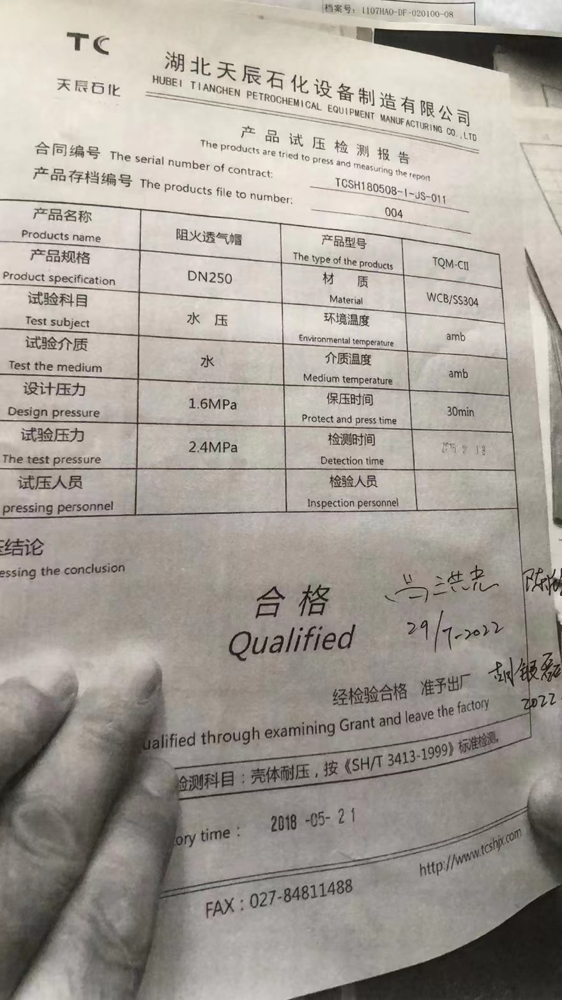 档案号：1107HAO-DF-020100-08
TC
天辰石化
湖北天辰石化设备制造有限公司
HUBEI TIANCHEN PETROCHEMICAL EQUIPMENT MANUFACTURING CO.,LTD
产品试压检测报告
The products are tried to press and measuring the report
合同编号 The serial number of contract: TCSH180508-I-JS-011
产品存档编号 The products file to number: 004
产品名称 Products name 阻火透气帽 产品型号 The type of the products TQM-CII
产品规格 Product specification DN250 材 质 Material WCB/SS304
试验科目 Test subject 水 压 环境温度 Environmental temperature amb
试验介质 Test the medium 水 介质温度 Medium temperature amb
设计压力 Design pressure 1.6MPa 保压时间 Protect and press time 30min
试验压力 The test pressure 2.4MPa 检测时间 Detection time
试压人员 pressing personnel 检验人员 Inspection personnel
结论
essing the conclusion
合格
Qualified
29/7-2022
2022
经检验合格 准予出厂
ualified through examining Grant and leave the factory
检测科目：壳体耐压，按《SH/T 3413-1999》标准检测。
ory time： 2018-05-21
http://www.tcshjx.com
FAX：027-84811488